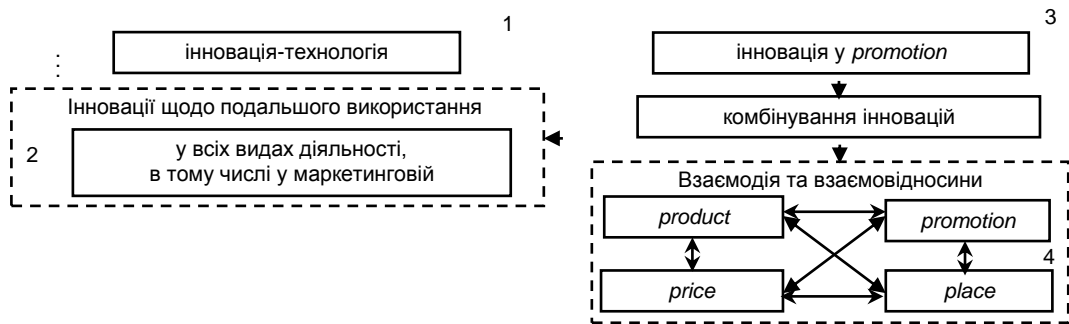 1
інновація-технологія
⋮
Інновації щодо подальшого використання
2
у всіх видах діяльності,
в тому числі у маркетинговій
3
інновація у promotion
комбінування інновацій
Взаємодія та взаємовідносини
product
promotion
4
price
place